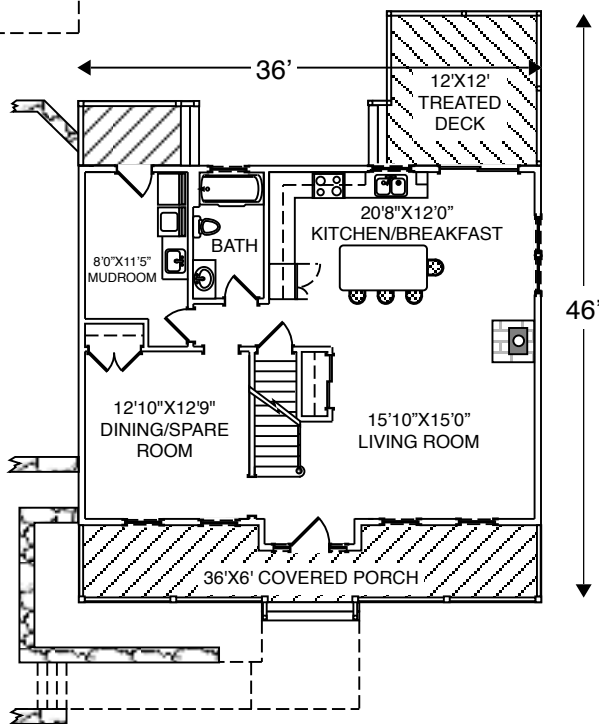 36’
12'X12'
TREATED
DECK
20'8"X12'0"
KITCHEN/BREAKFAST
BATH
8'0"X11'5"
MUDROOM
46’
12'10"X12'9"
DINING/SPARE
ROOM
15'10”X15'0”
LIVING ROOM
36'X6' COVERED PORCH